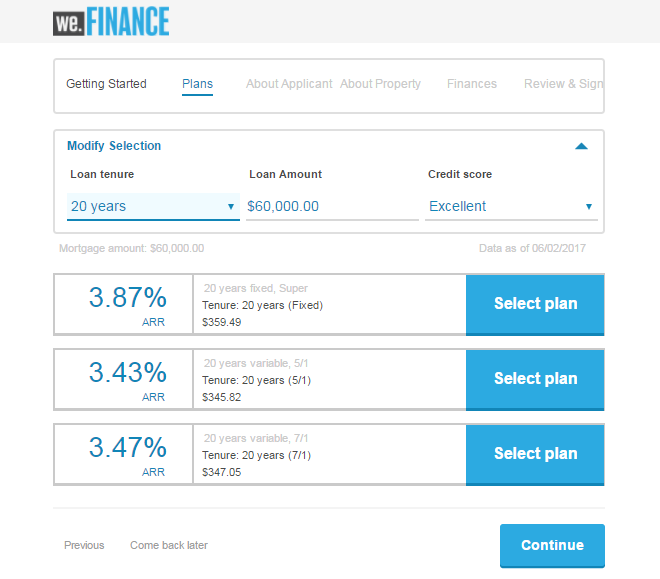 we.FINANCE
Getting Started Plans About Applicant About Property Finances Review & Sign
Modify Selection
Loan tenure Loan Amount Credit score
20 years $60,000.00 Excellent
Mortgage amount: $60,000.00 Data as of 06/02/2017
3.87%
ARR
20 years fixed, Super
Tenure: 20 years (Fixed)
$359.49
Select plan
3.43%
ARR
20 years variable, 5/1
Tenure: 20 years (5/1)
$345.82
Select plan
3.47%
ARR
20 years variable, 7/1
Tenure: 20 years (7/1)
$347.05
Select plan
Previous Come back later Continue